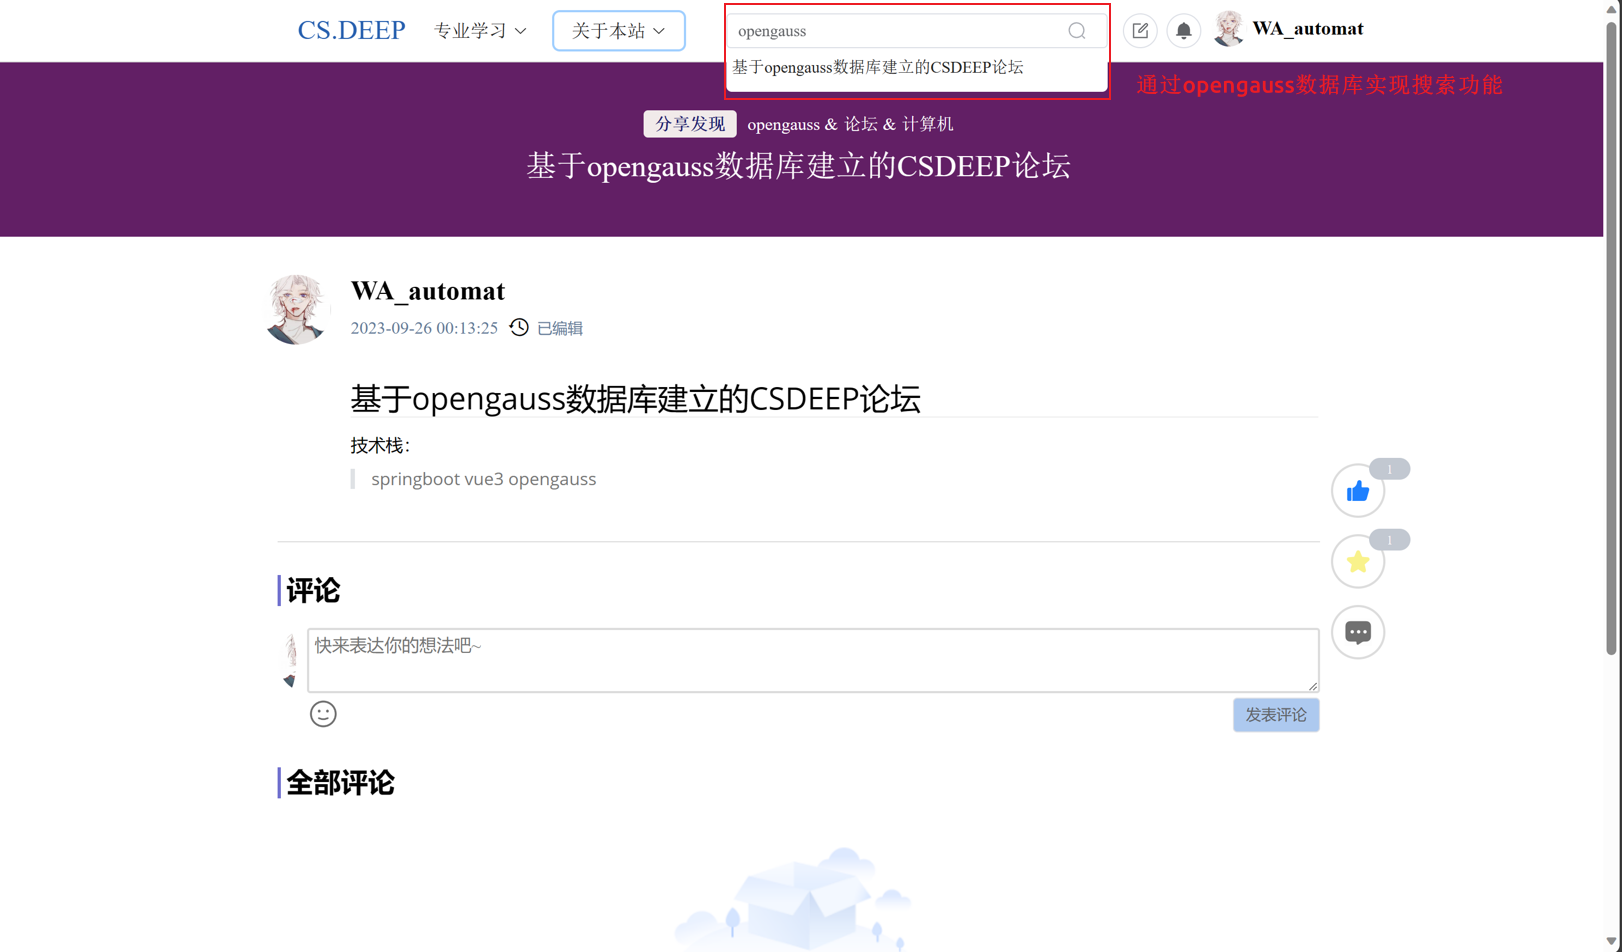 CS.DEEP 专业学习 关于本站 opengauss WA_automat
基于opengauss数据库建立的CSDEEP论坛
通过opengauss数据库实现搜索功能
分享发现 opengauss & 论坛 & 计算机
基于opengauss数据库建立的CSDEEP论坛
WA_automat
2023-09-26 00:13:25 已编辑
基于opengauss数据库建立的CSDEEP论坛
技术栈：
springboot vue3 opengauss
1
1
评论
快来表达你的想法吧~
发表评论
全部评论